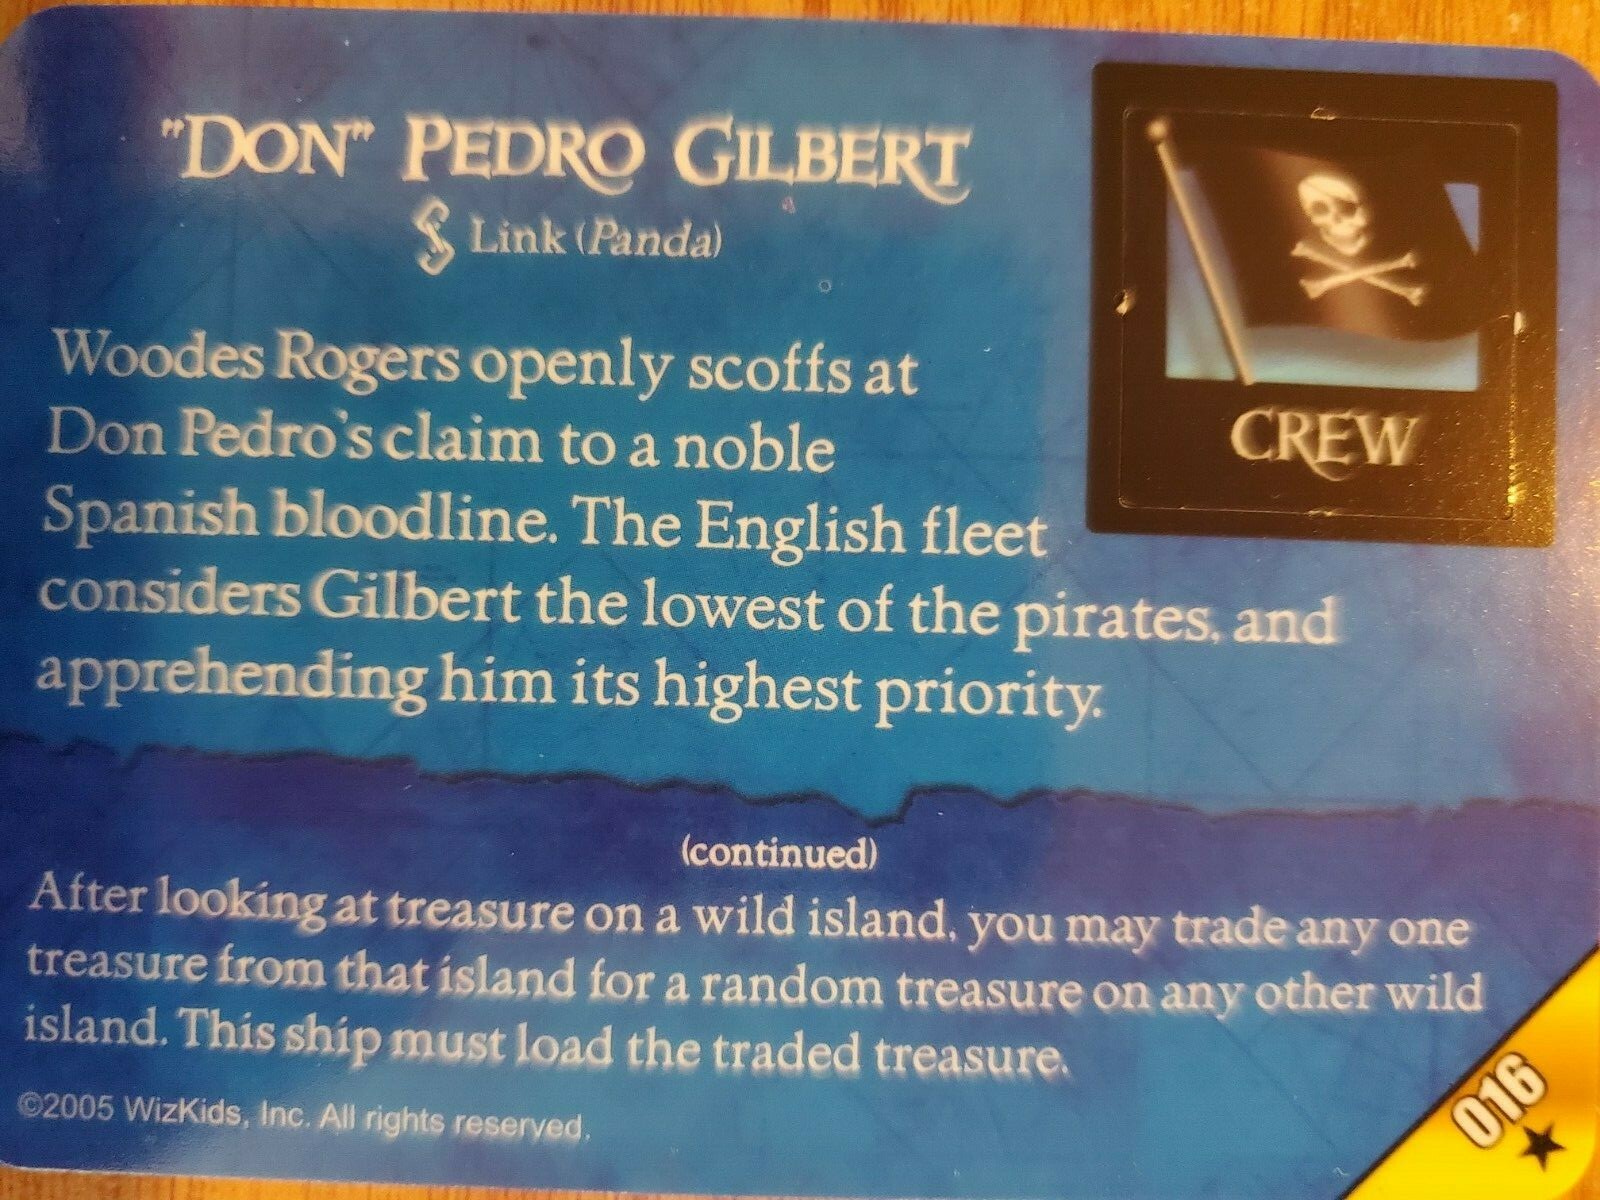 "DON" PEDRO GILBERT
Link (Panda)
Woodes Rogers openly scoffs at
Don Pedro's claim to a noble
Spanish bloodline. The English fleet
considers Gilbert the lowest of the pirates, and
apprehending him its highest priority.
CREW
(continued)
After looking at treasure on a wild island, you may trade any one
treasure from that island for a random treasure on any other wild
island. This ship must load the traded treasure.
©2005 WizKids, Inc. All rights reserved.
016